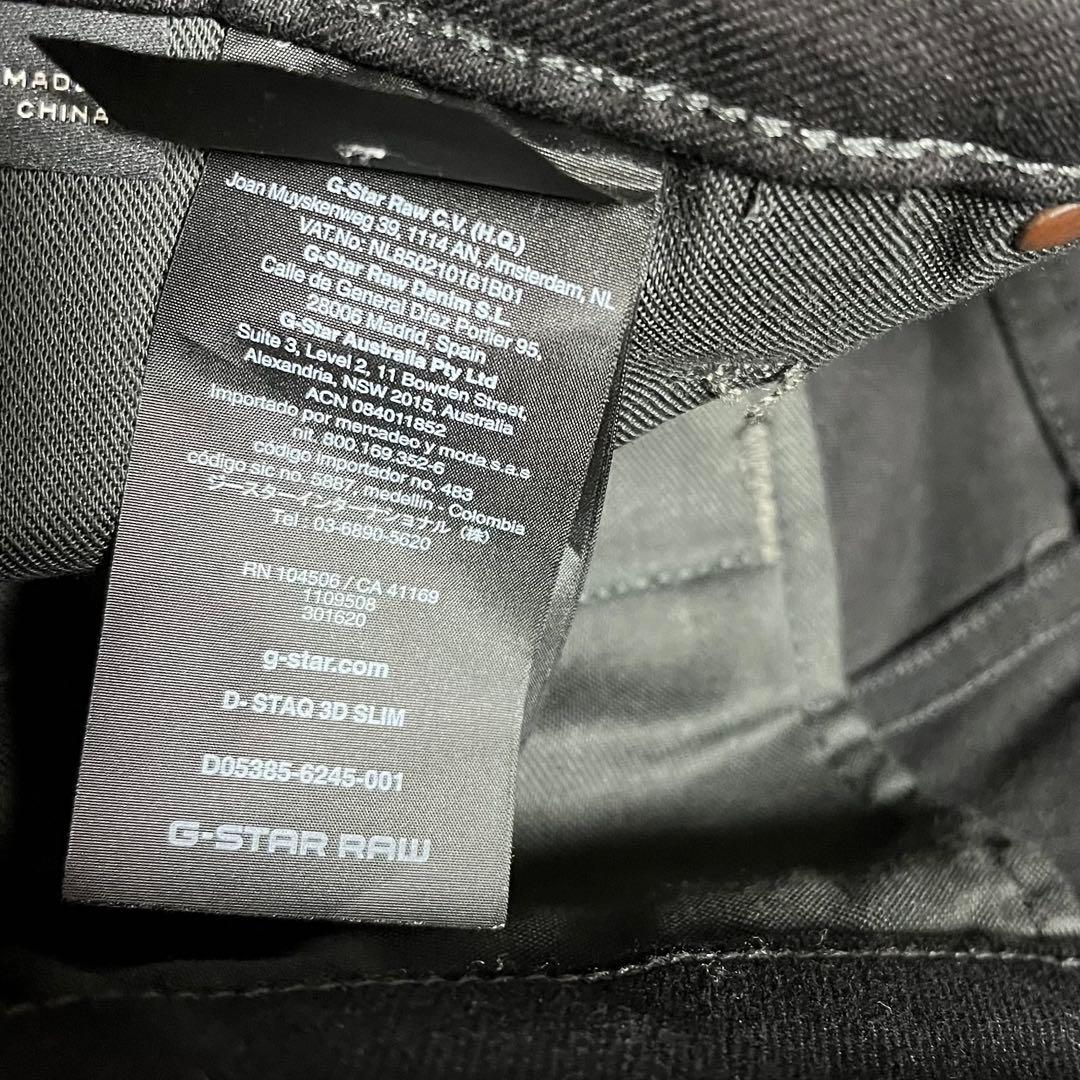 MADE
CHINA
G-Star Raw C.V. (H.Q.)
Joan Muyskenweg 39, 1114 AN, Amsterdam, NL
VAT.No: NL850210161B01
G-Star Raw Denim S.L.
Calle de General Díez Porlier 95,
28006 Madrid, Spain
G-Star Australia Pty Ltd
Suite 3, Level 2, 11 Bowden Street,
Alexandria, NSW 2015, Australia
ACN 084011852
Importado por mercadeo y moda s.a.s
nit. 800.169.352-6
código importador no. 483
código sic no. 5887, medellin - Colombia
ジースターインターナショナル（株）
Tel : 03-6890-5620
RN 104506 / CA 41169
1109508
301620
g-star.com
D- STAQ 3D SLIM
D05385-6245-001
G-STAR RAW